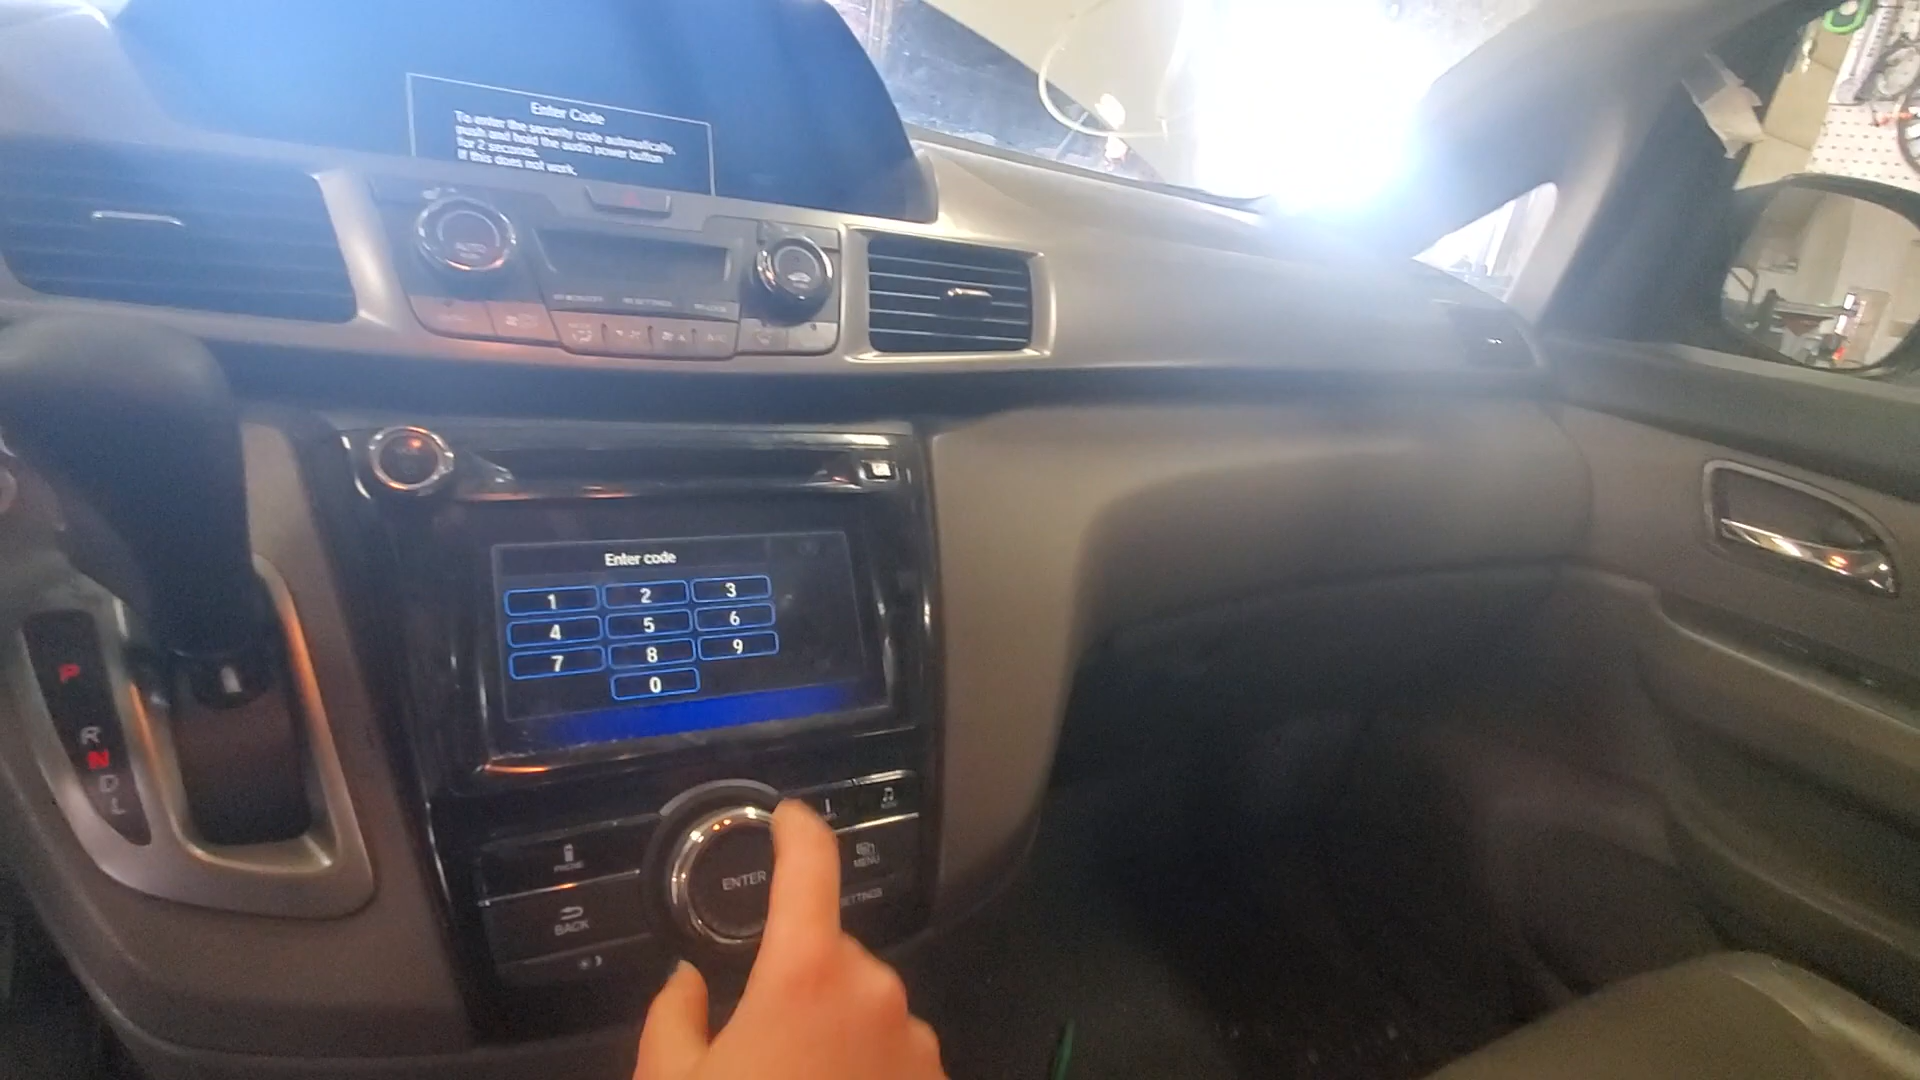 Enter Code
To enter the security code automatically,
push and hold the audio power button
for 2 seconds.
If this does not work,
AUTO
Enter code
1 2 3
4 5 6
7 8 9
0
P
R
N
D
L
PHONE
MENU
ENTER
SETTINGS
BACK